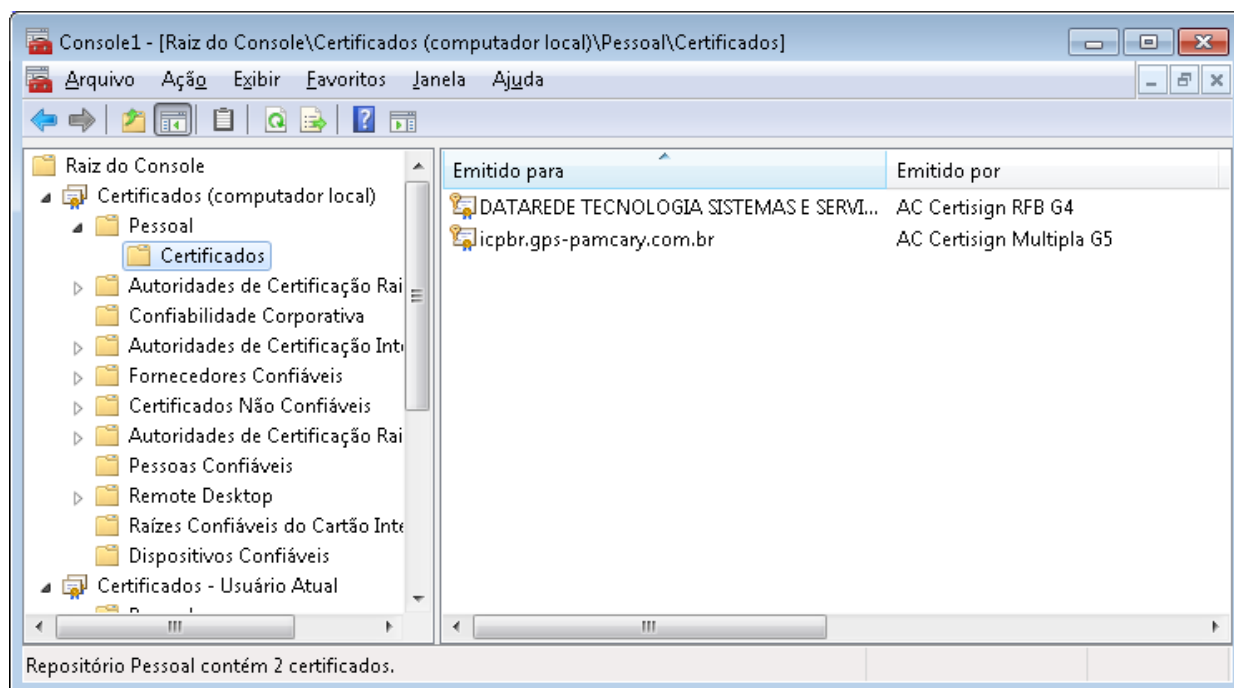 Console1 - [Raiz do Console\Certificados (computador local)\Pessoal\Certificados]
Arquivo Ação Exibir Favoritos Janela Ajuda
Raiz do Console
Certificados (computador local)
Pessoal
Certificados
Autoridades de Certificação Rai
Confiabilidade Corporativa
Autoridades de Certificação Int
Fornecedores Confiáveis
Certificados Não Confiáveis
Autoridades de Certificação Rai
Pessoas Confiáveis
Remote Desktop
Raízes Confiáveis do Cartão Inte
Dispositivos Confiáveis
Certificados - Usuário Atual
Emitido para Emitido por
DATAREDE TECNOLOGIA SISTEMAS E SERVI... AC Certisign RFB G4
icpbr.gps-pamcary.com.br AC Certisign Multipla G5
Repositório Pessoal contém 2 certificados.